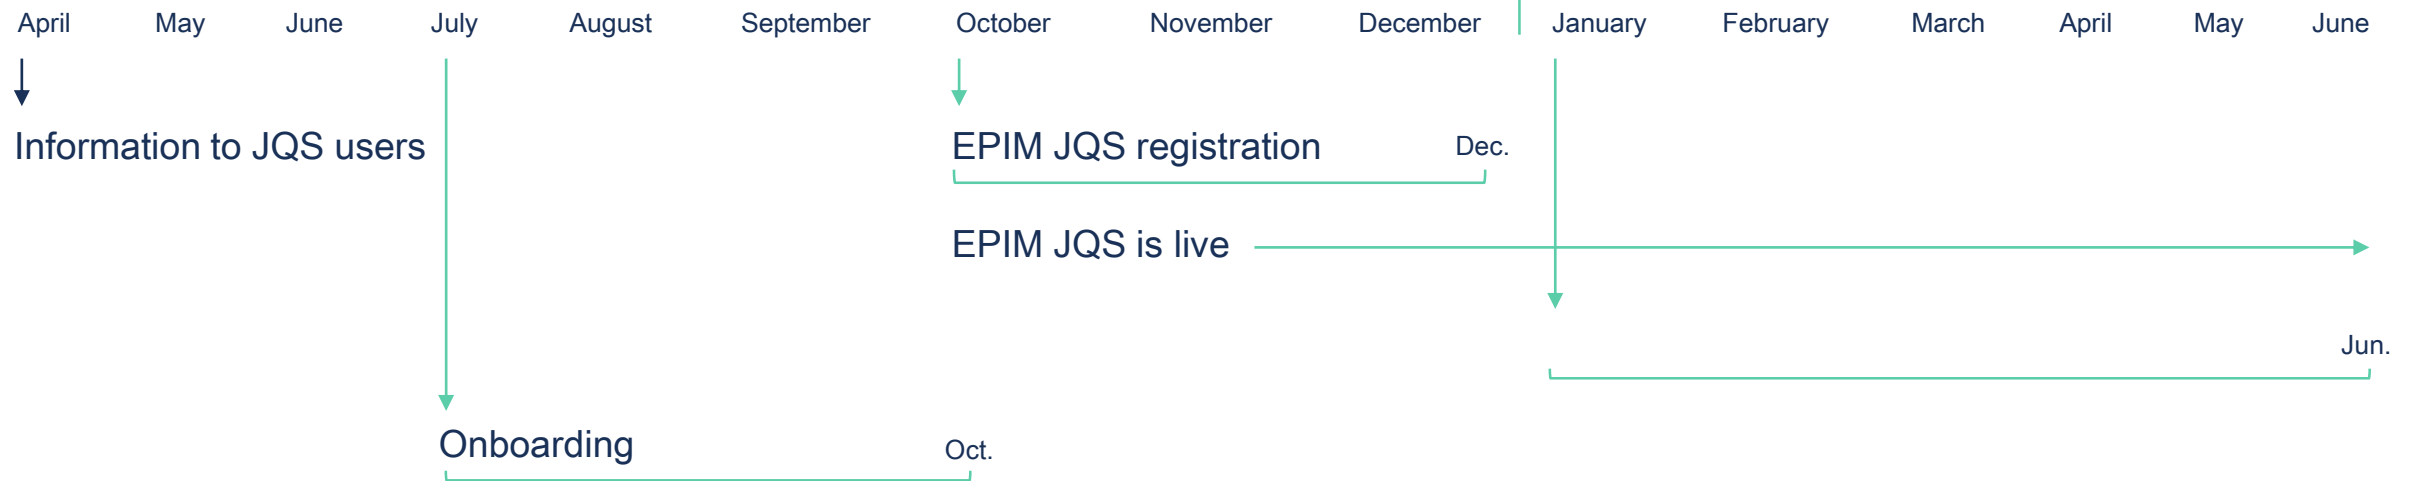 April May June July August September October November December January February March April May June
Information to JQS users
EPIM JQS registration Dec.
EPIM JQS is live
Jun.
Onboarding Oct.